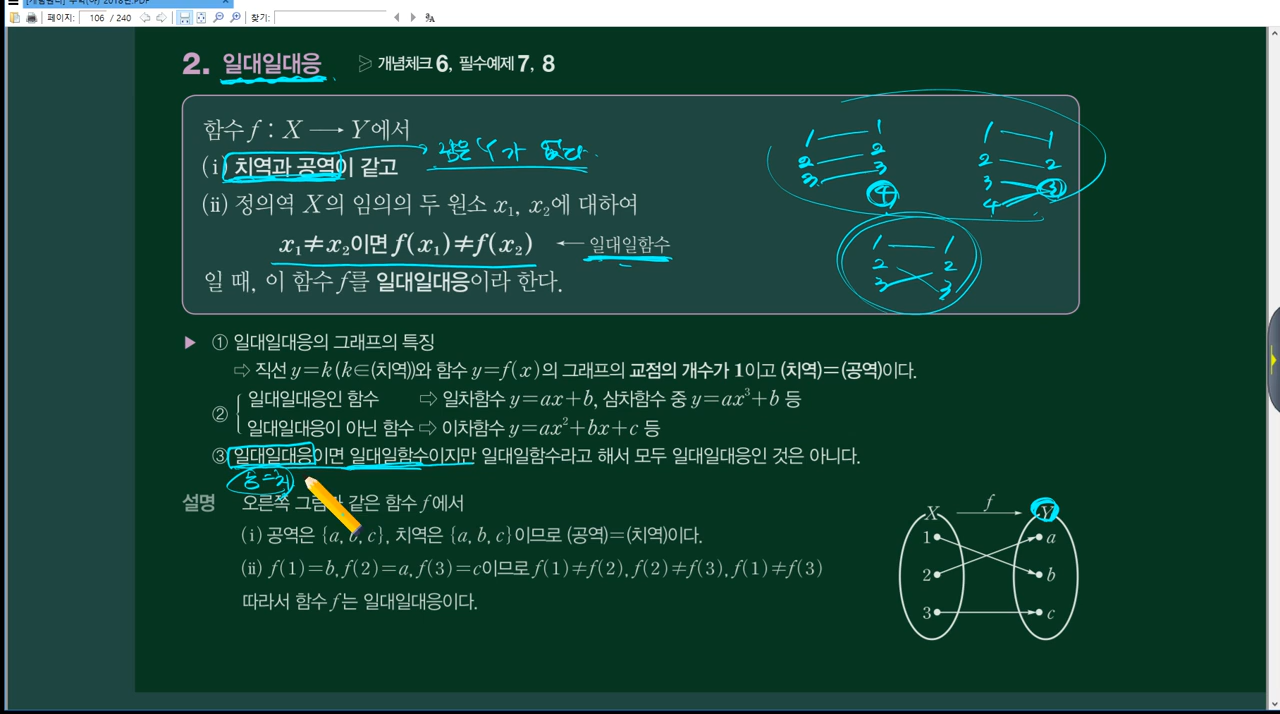 [개념원리] 수학(하) 2018년.PDF
페이지: 106 / 240 찾기:
2. 일대일대응 ▷ 개념체크 6, 필수예제 7, 8
함수 f : X ⟶ Y에서
(i) 치역과 공역이 같고 남은 Y가 없다.
(ii) 정의역 X의 임의의 두 원소 x₁, x₂에 대하여
x₁≠x₂이면 f(x₁)≠f(x₂) ← 일대일함수
일 때, 이 함수 f를 일대일대응이라 한다.
1 1
2 2
3 3
4
1 1
2 2
3 3
4
1 1
2 2
3 3
▶ ① 일대일대응의 그래프의 특징
⇨ 직선 y=k(k∈(치역))와 함수 y=f(x)의 그래프의 교점의 개수가 1이고 (치역)=(공역)이다.
② 일대일대응인 함수 ⇨ 일차함수 y=ax+b, 삼차함수 중 y=ax³+b 등
일대일대응이 아닌 함수 ⇨ 이차함수 y=ax²+bx+c 등
③ 일대일대응이면 일대일함수이지만 일대일함수라고 해서 모두 일대일대응인 것은 아니다.
공=치
설명 오른쪽 그림과 같은 함수 f에서
(i) 공역은 {a, b, c}, 치역은 {a, b, c}이므로 (공역)=(치역)이다.
(ii) f(1)=b, f(2)=a, f(3)=c이므로 f(1)≠f(2), f(2)≠f(3), f(1)≠f(3)
따라서 함수 f는 일대일대응이다.
X f Y
1 a
2 b
3 c